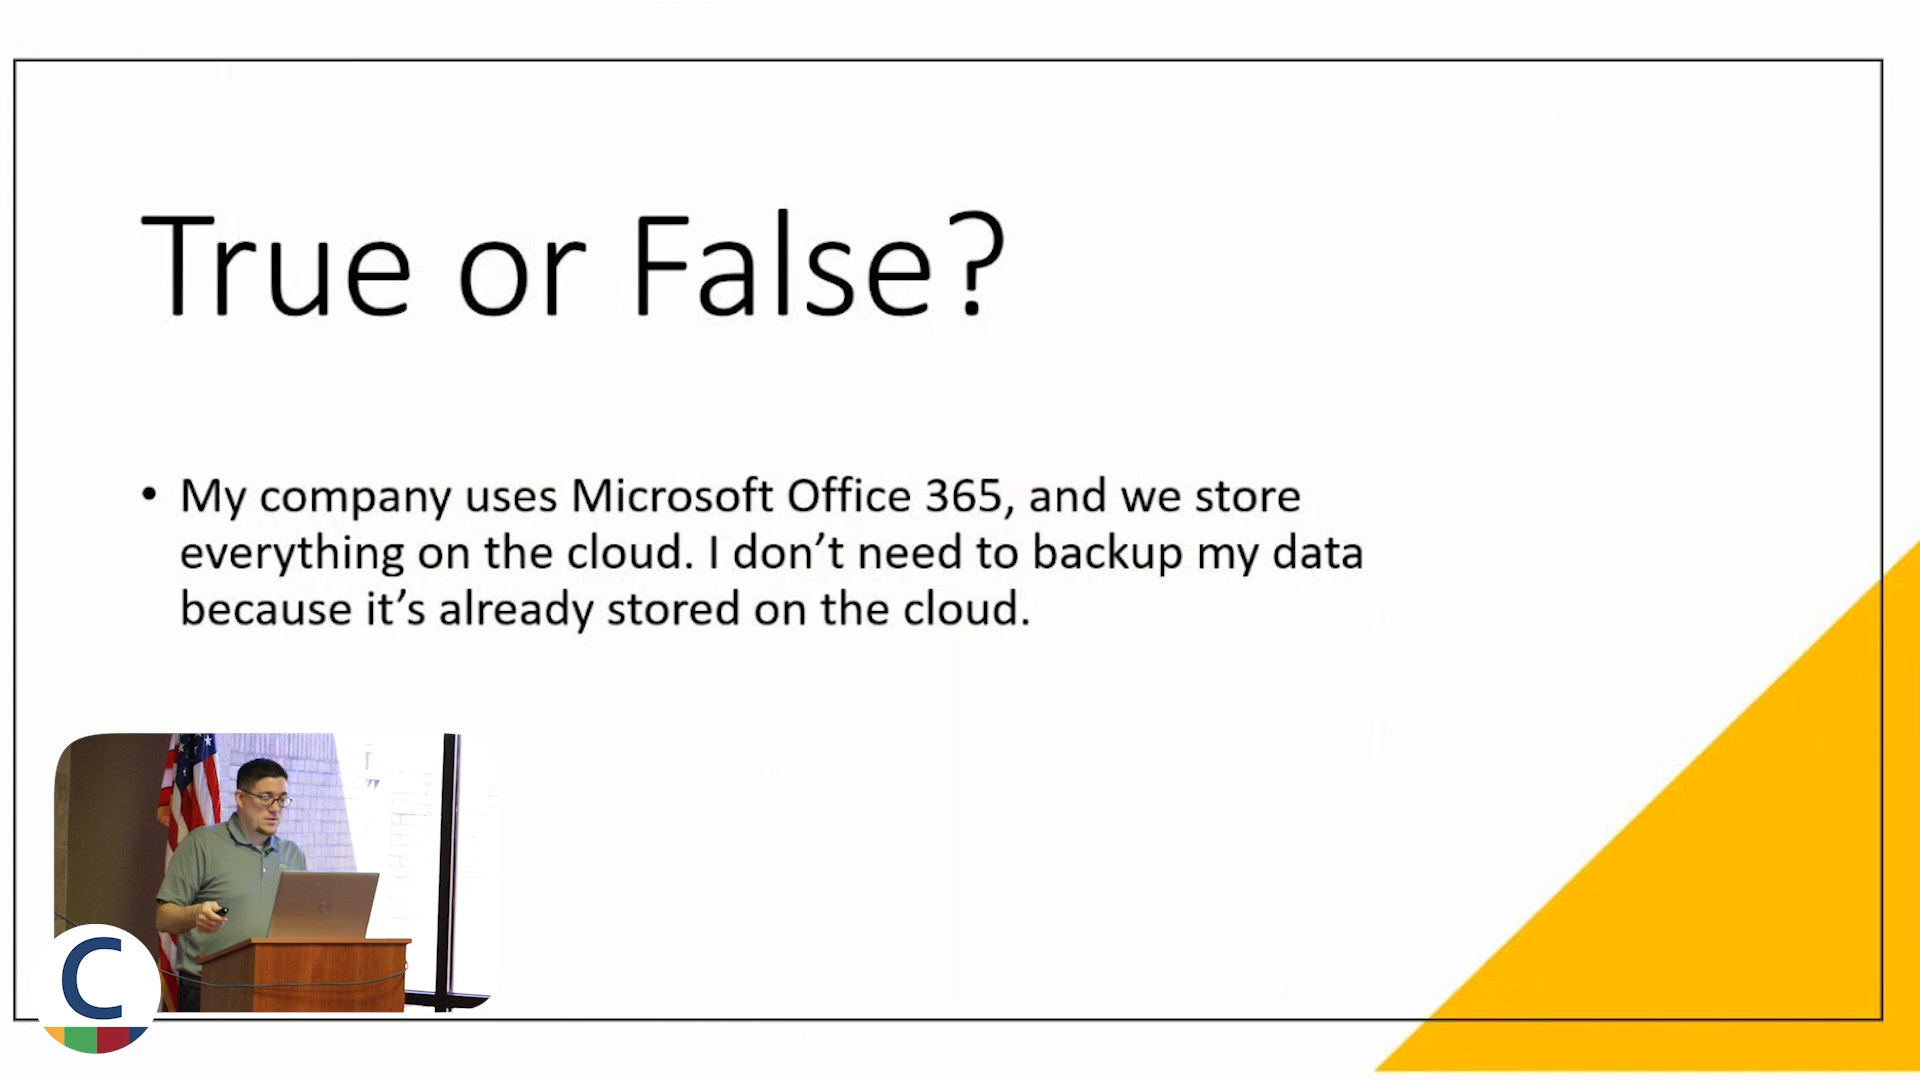 True or False?
• My company uses Microsoft Office 365, and we store
everything on the cloud. I don’t need to backup my data
because it’s already stored on the cloud.
C